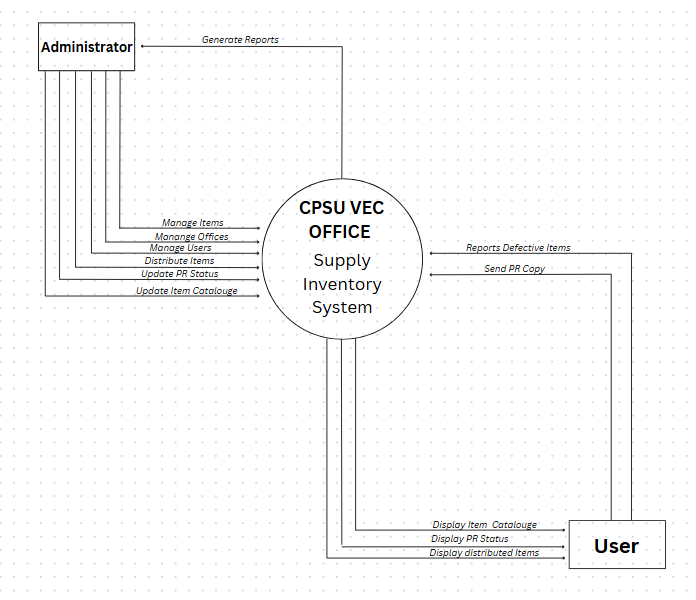 Administrator
Generate Reports
CPSU VEC
OFFICE
Supply
Inventory
System
Manage Items
Manange Offices
Manage Users
Distribute Items
Update PR Status
Update Item Catalouge
Reports Defective Items
Send PR Copy
Display Item Catalouge
Display PR Status
Display distributed Items
User